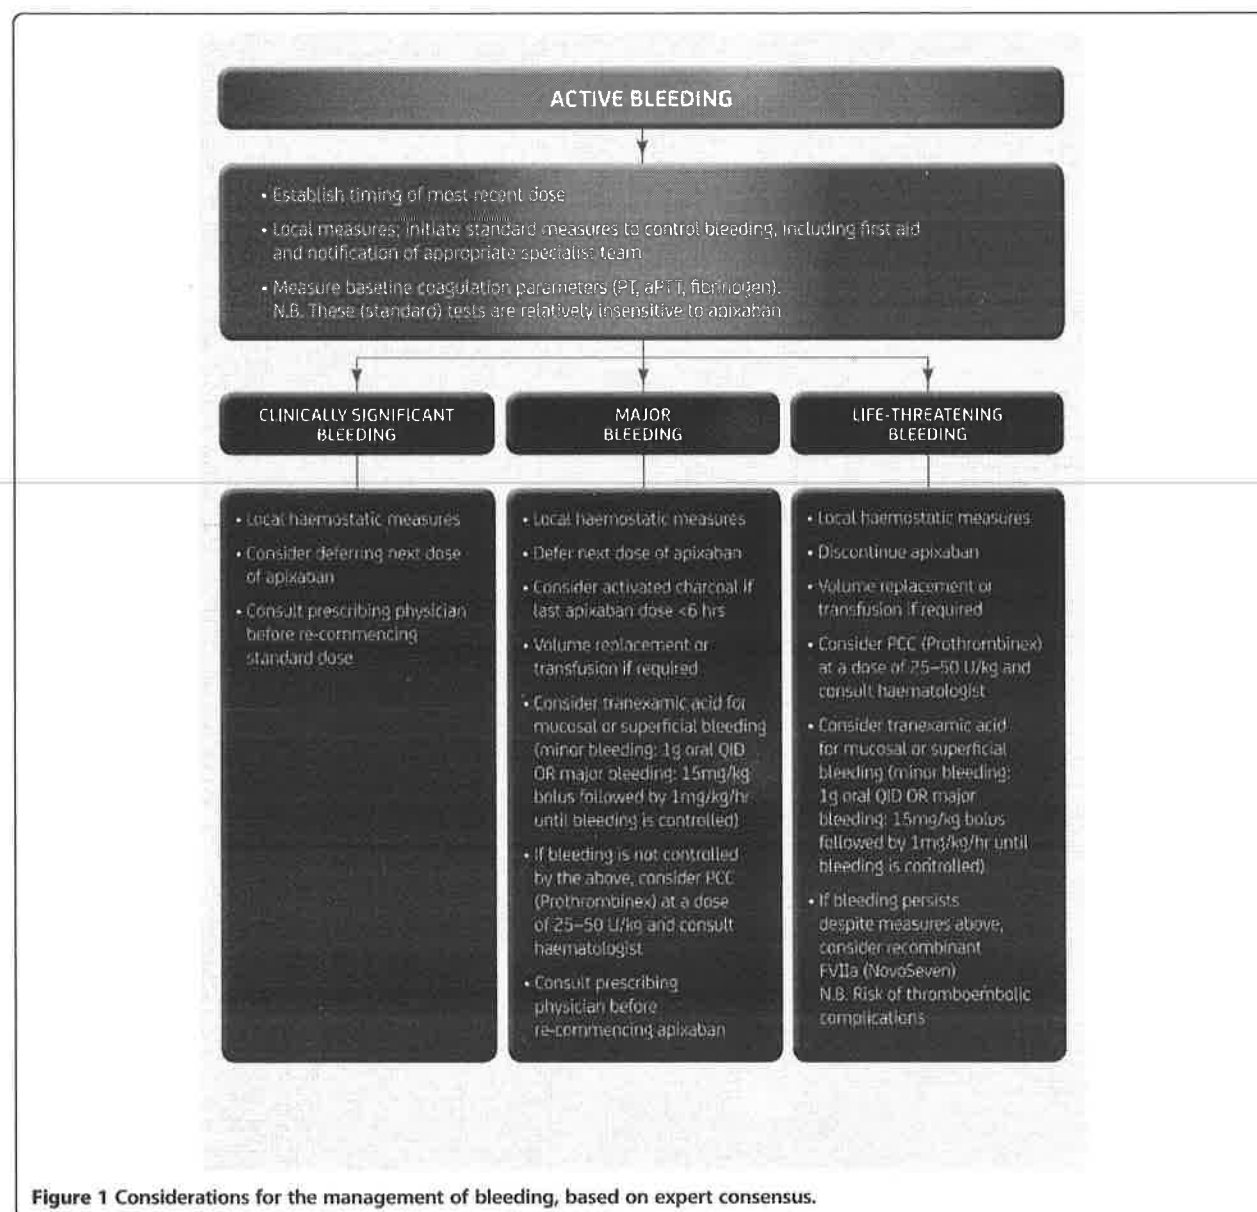 ACTIVE BLEEDING
• Establish timing of most recent dose
• Local measures; initiate standard measures to control bleeding, including first aid
and notification of appropriate specialist team
• Measure baseline coagulation parameters (PT, aPTT, fibrinogen).
N.B. These (standard) tests are relatively insensitive to apixaban
CLINICALLY SIGNIFICANT
BLEEDING
• Local haemostatic measures
• Consider deferring next dose
of apixaban
• Consult prescribing physician
before re-commencing
standard dose
MAJOR
BLEEDING
• Local haemostatic measures
• Defer next dose of apixaban
• Consider activated charcoal if
last apixaban dose <6 hrs
• Volume replacement or
transfusion if required
• Consider tranexamic acid for
mucosal or superficial bleeding
(minor bleeding: 1g oral QID
OR major bleeding: 15mg/kg
bolus followed by 1mg/kg/hr
until bleeding is controlled)
• If bleeding is not controlled
by the above, consider PCC
(Prothrombinex) at a dose
of 25–50 U/kg and consult
haematologist
• Consult prescribing
physician before
re-commencing apixaban
LIFE-THREATENING
BLEEDING
• Local haemostatic measures
• Discontinue apixaban
• Volume replacement or
transfusion if required
• Consider PCC (Prothrombinex)
at a dose of 25–50 U/kg and
consult haematologist
• Consider tranexamic acid
for mucosal or superficial
bleeding (minor bleeding:
1g oral QID OR major
bleeding: 15mg/kg bolus
followed by 1mg/kg/hr until
bleeding is controlled)
• If bleeding persists
despite measures above,
consider recombinant
FVIIa (NovoSeven)
N.B. Risk of thromboembolic
complications
Figure 1 Considerations for the management of bleeding, based on expert consensus.